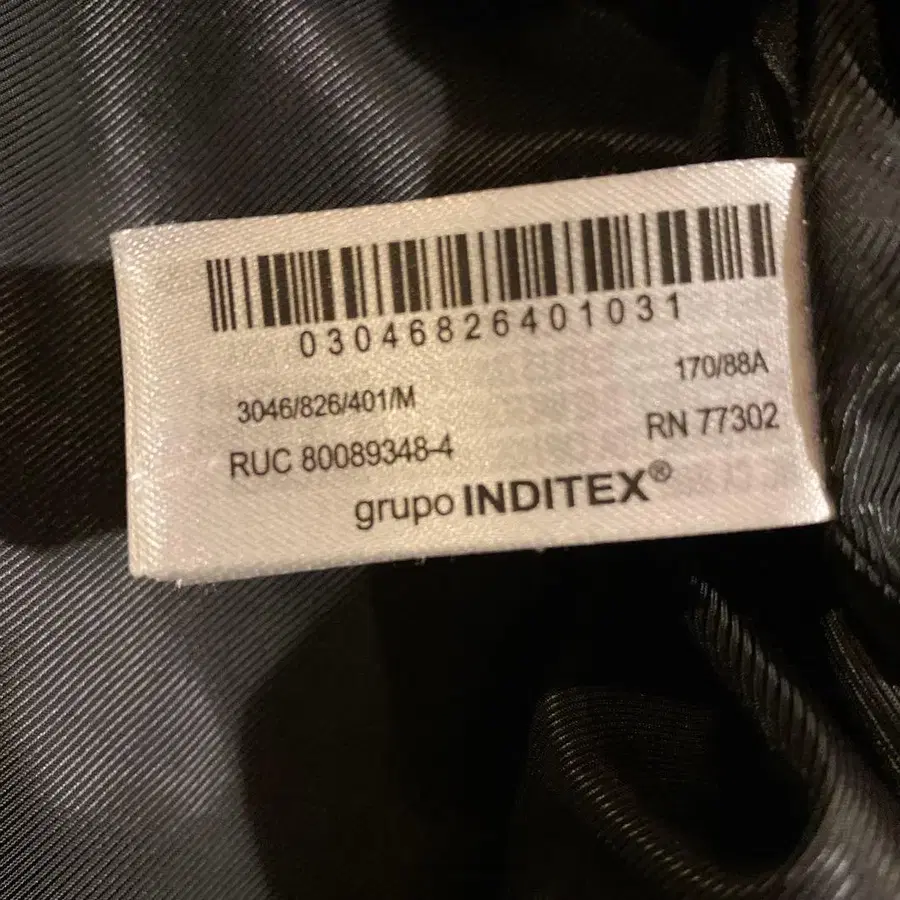 03046826401031
170/88A
3046/826/401/M
RN 77302
RUC 80089348-4
grupo INDITEX®